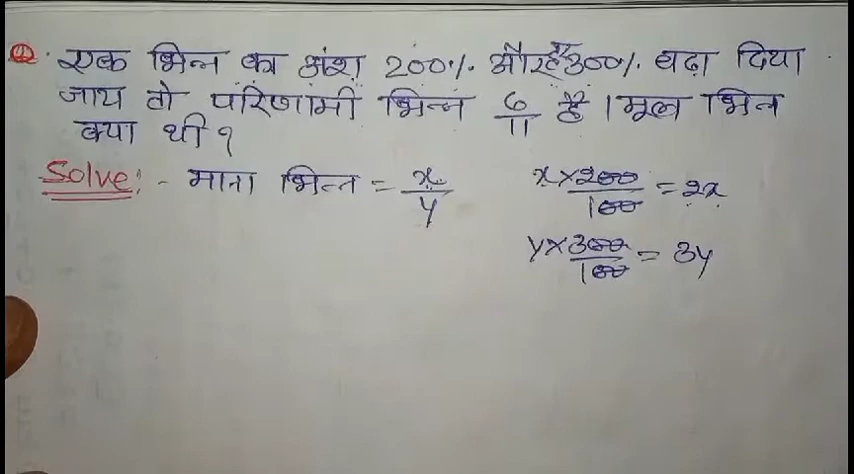 Q. एक भिन्न का अंश 200% और हर 300% बढ़ा दिया
जाय तो परिणामी भिन्न 6/11 है। मूल भिन्न
क्या थी ?
Solve:- माना भिन्न = x/y
x×200/100 = 2x
y×300/100 = 3y